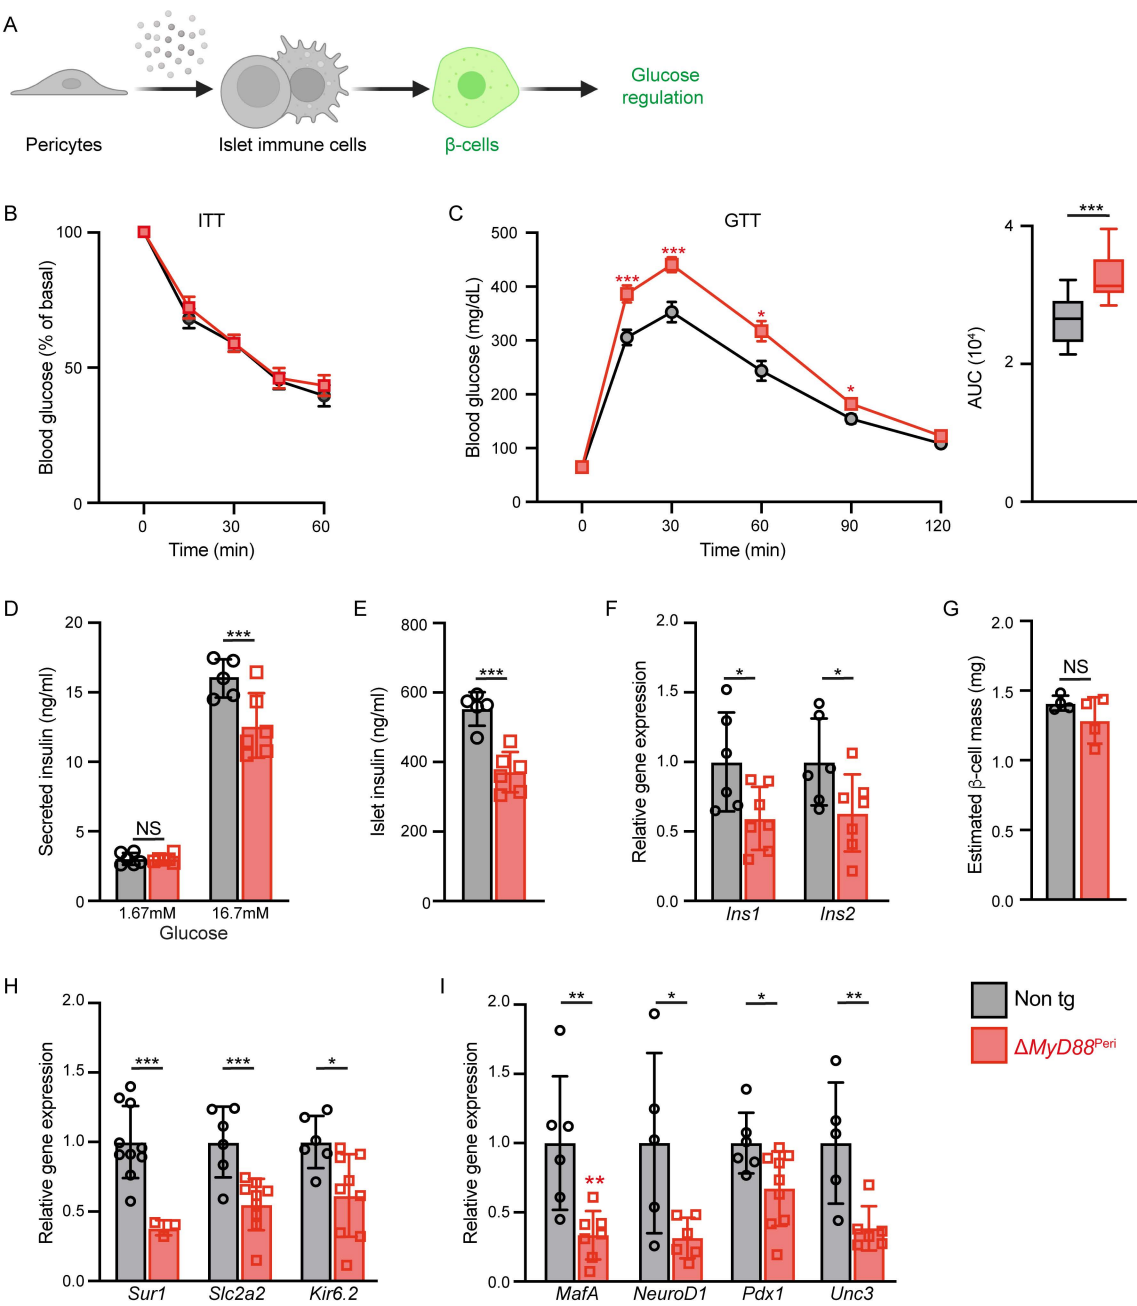 A
Pericytes
Islet immune cells
β-cells
Glucose
regulation
B
ITT
Blood glucose (% of basal)
100
50
0
0 30 60
Time (min)
C
GTT
Blood glucose (mg/dL)
500
400
300
200
100
0
***
***
*
*
0 30 60 90 120
Time (min)
AUC (10⁴)
4
2
0
***
D
Secreted insulin (ng/ml)
20
15
10
5
0
NS
***
1.67mM 16.7mM
Glucose
E
Islet insulin (ng/ml)
800
600
400
200
0
***
F
Relative gene expression
2.0
1.5
1.0
0.5
0.0
* *
Ins1 Ins2
G
Estimated β-cell mass (mg)
2.0
1.5
1.0
0.5
0.0
NS
H
Relative gene expression
2.0
1.5
1.0
0.5
0.0
*** *** *
Sur1 Slc2a2 Kir6.2
I
Relative gene expression
2.0
1.5
1.0
0.5
0.0
** * * **
**
MafA NeuroD1 Pdx1 Unc3
Non tg
ΔMyD88ᴾᵉʳⁱ